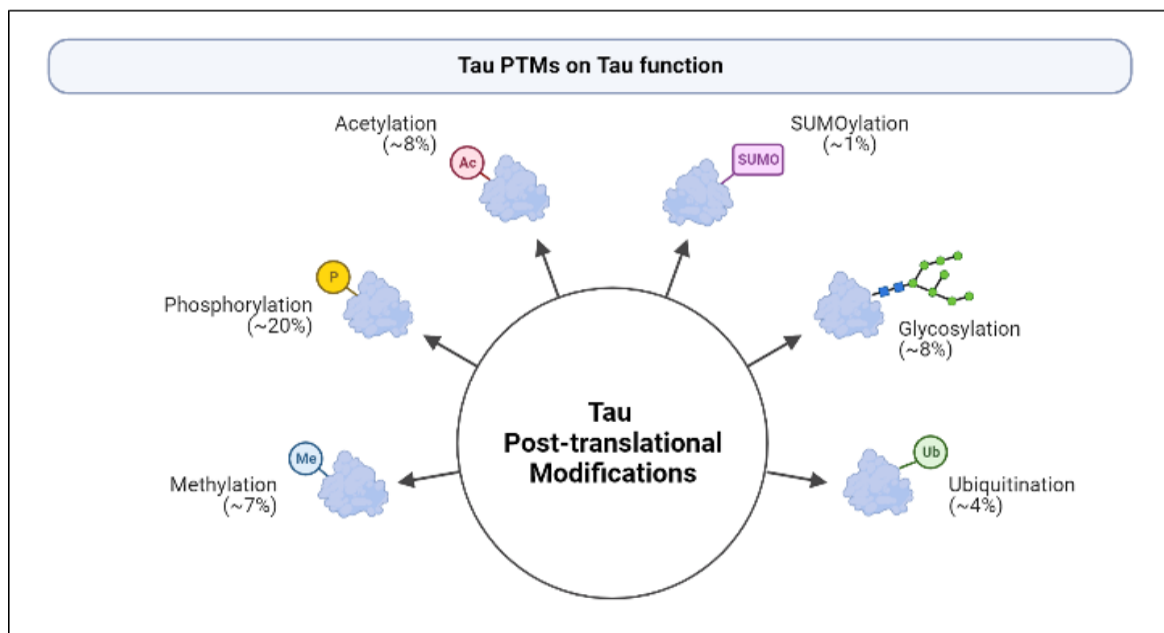 Tau PTMs on Tau function
Acetylation
(~8%)
Ac
SUMOylation
(~1%)
SUMO
Phosphorylation
(~20%)
P
Glycosylation
(~8%)
Tau
Post-translational
Modifications
Methylation
(~7%)
Me
Ubiquitination
(~4%)
Ub